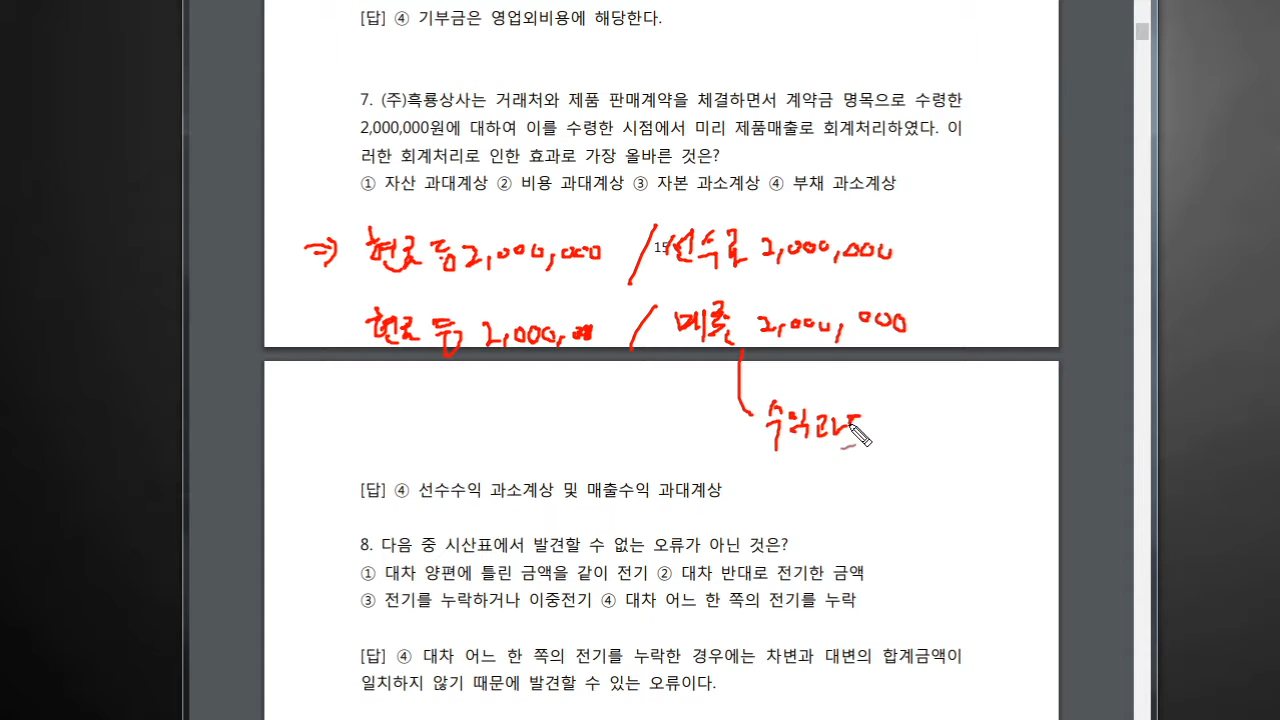 [답] ④ 기부금은 영업외비용에 해당한다.
7. (주)흑룡상사는 거래처와 제품 판매계약을 체결하면서 계약금 명목으로 수령한
2,000,000원에 대하여 이를 수령한 시점에서 미리 제품매출로 회계처리하였다. 이
러한 회계처리로 인한 효과로 가장 올바른 것은?
① 자산 과대계상 ② 비용 과대계상 ③ 자본 과소계상 ④ 부채 과소계상
⇒ 현금 등 2,000,000 / 15 선수금 2,000,000
현금 등 2,000,000 / 매출 2,000,000
수익과
[답] ④ 선수수익 과소계상 및 매출수익 과대계상
8. 다음 중 시산표에서 발견할 수 없는 오류가 아닌 것은?
① 대차 양편에 틀린 금액을 같이 전기 ② 대차 반대로 전기한 금액
③ 전기를 누락하거나 이중전기 ④ 대차 어느 한 쪽의 전기를 누락
[답] ④ 대차 어느 한 쪽의 전기를 누락한 경우에는 차변과 대변의 합계금액이
일치하지 않기 때문에 발견할 수 있는 오류이다.